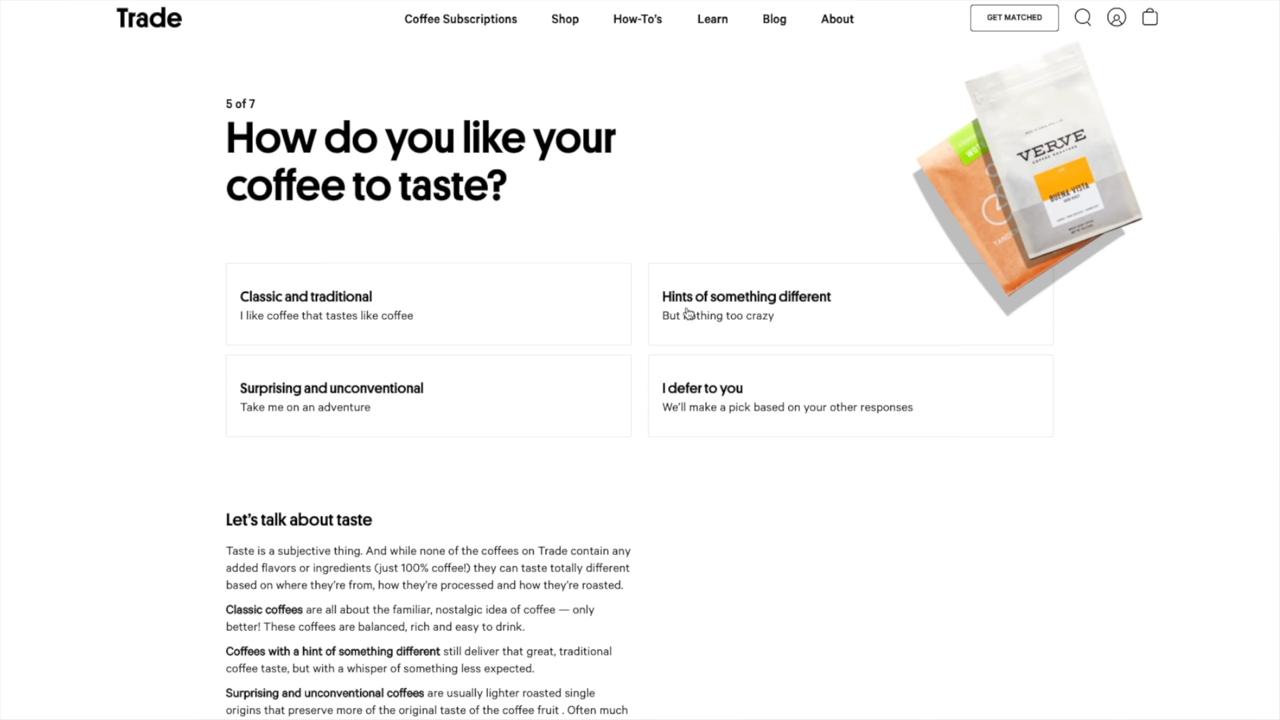 Trade
Coffee Subscriptions
Shop
How-To's
Learn
Blog
About
GET MATCHED
5 of 7
How do you like your
coffee to taste?
VERVE
COFFEE ROASTERS
BUENA VISTA
Classic and traditional
I like coffee that tastes like coffee
Hints of something different
But nothing too crazy
Surprising and unconventional
Take me on an adventure
I defer to you
We'll make a pick based on your other responses
Let's talk about taste
Taste is a subjective thing. And while none of the coffees on Trade contain any
added flavors or ingredients (just 100% coffee!) they can taste totally different
based on where they're from, how they're processed and how they're roasted.
Classic coffees are all about the familiar, nostalgic idea of coffee — only
better! These coffees are balanced, rich and easy to drink.
Coffees with a hint of something different still deliver that great, traditional
coffee taste, but with a whisper of something less expected.
Surprising and unconventional coffees are usually lighter roasted single
origins that preserve more of the original taste of the coffee fruit . Often much